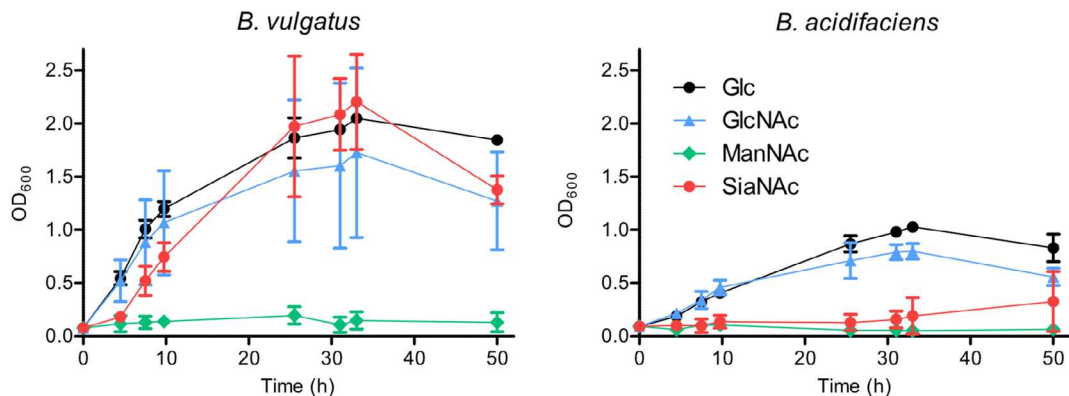 B. vulgatus
2.5
2.0
1.5
1.0
0.5
0.0
OD600
0 10 20 30 40 50
Time (h)
B. acidifaciens
2.5
2.0
1.5
1.0
0.5
0.0
OD600
Glc
GlcNAc
ManNAc
SiaNAc
0 10 20 30 40 50
Time (h)